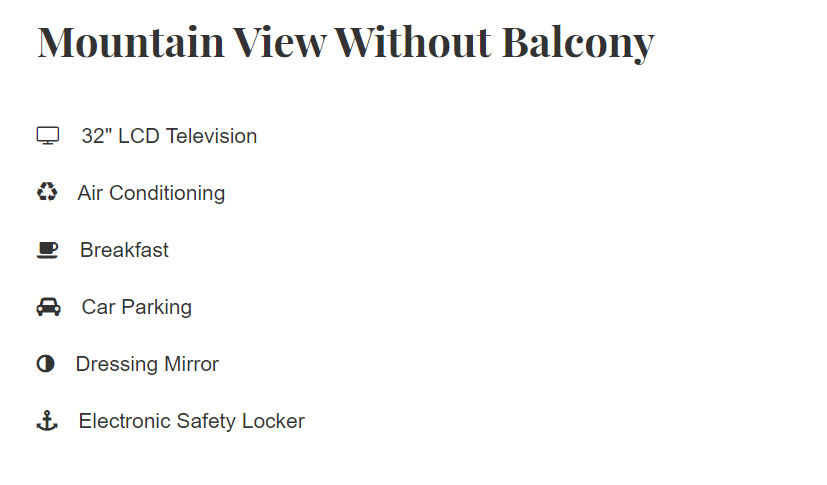 Mountain View Without Balcony
32" LCD Television
Air Conditioning
Breakfast
Car Parking
Dressing Mirror
Electronic Safety Locker